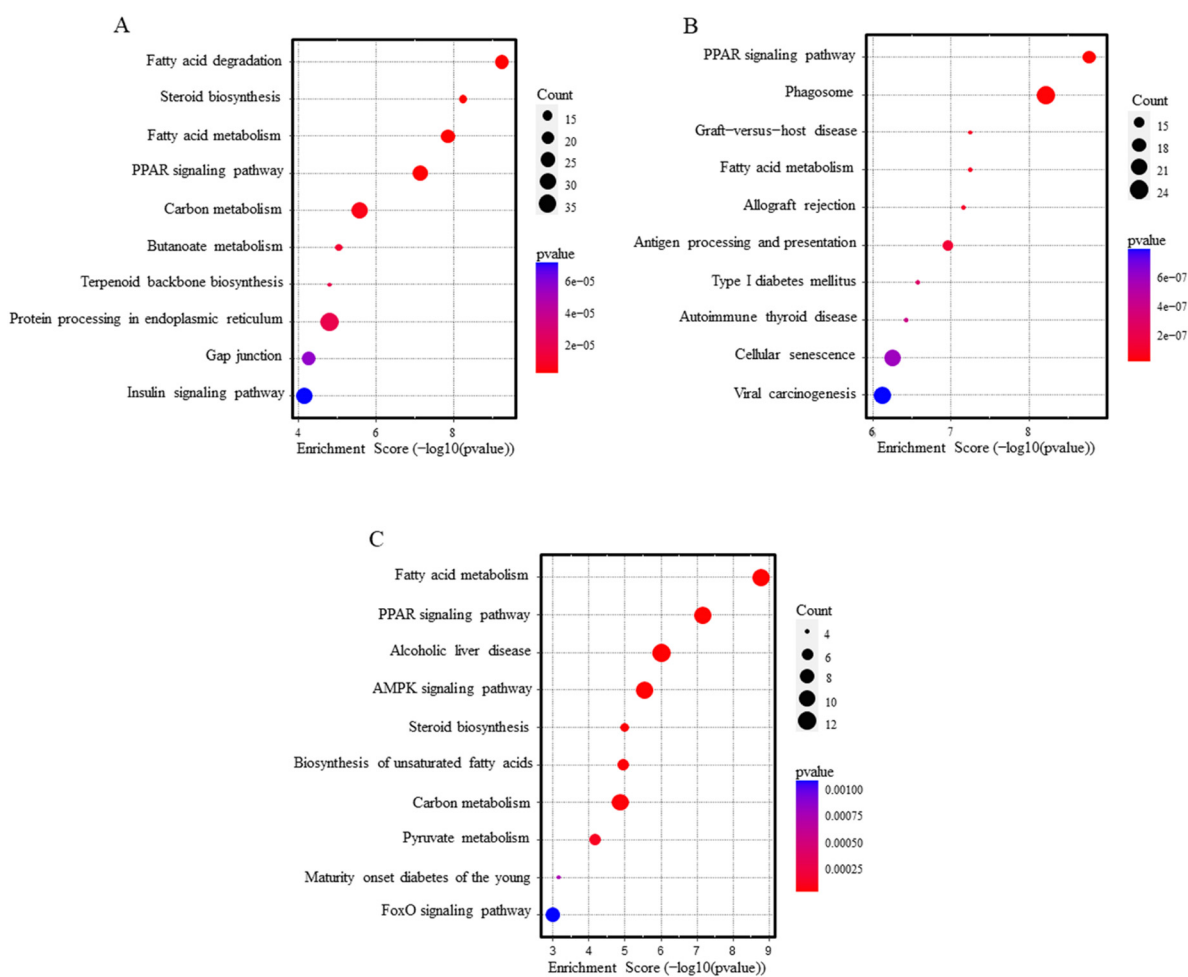 A
Fatty acid degradation
Steroid biosynthesis
Fatty acid metabolism
PPAR signaling pathway
Carbon metabolism
Butanoate metabolism
Terpenoid backbone biosynthesis
Protein processing in endoplasmic reticulum
Gap junction
Insulin signaling pathway
4 6 8
Enrichment Score (−log10(pvalue))
Count
15
20
25
30
35
pvalue
6e−05
4e−05
2e−05
B
PPAR signaling pathway
Phagosome
Graft−versus−host disease
Fatty acid metabolism
Allograft rejection
Antigen processing and presentation
Type I diabetes mellitus
Autoimmune thyroid disease
Cellular senescence
Viral carcinogenesis
6 7 8
Enrichment Score (−log10(pvalue))
Count
15
18
21
24
pvalue
6e−07
4e−07
2e−07
C
Fatty acid metabolism
PPAR signaling pathway
Alcoholic liver disease
AMPK signaling pathway
Steroid biosynthesis
Biosynthesis of unsaturated fatty acids
Carbon metabolism
Pyruvate metabolism
Maturity onset diabetes of the young
FoxO signaling pathway
3 4 5 6 7 8 9
Enrichment Score (−log10(pvalue))
Count
4
6
8
10
12
pvalue
0.00100
0.00075
0.00050
0.00025